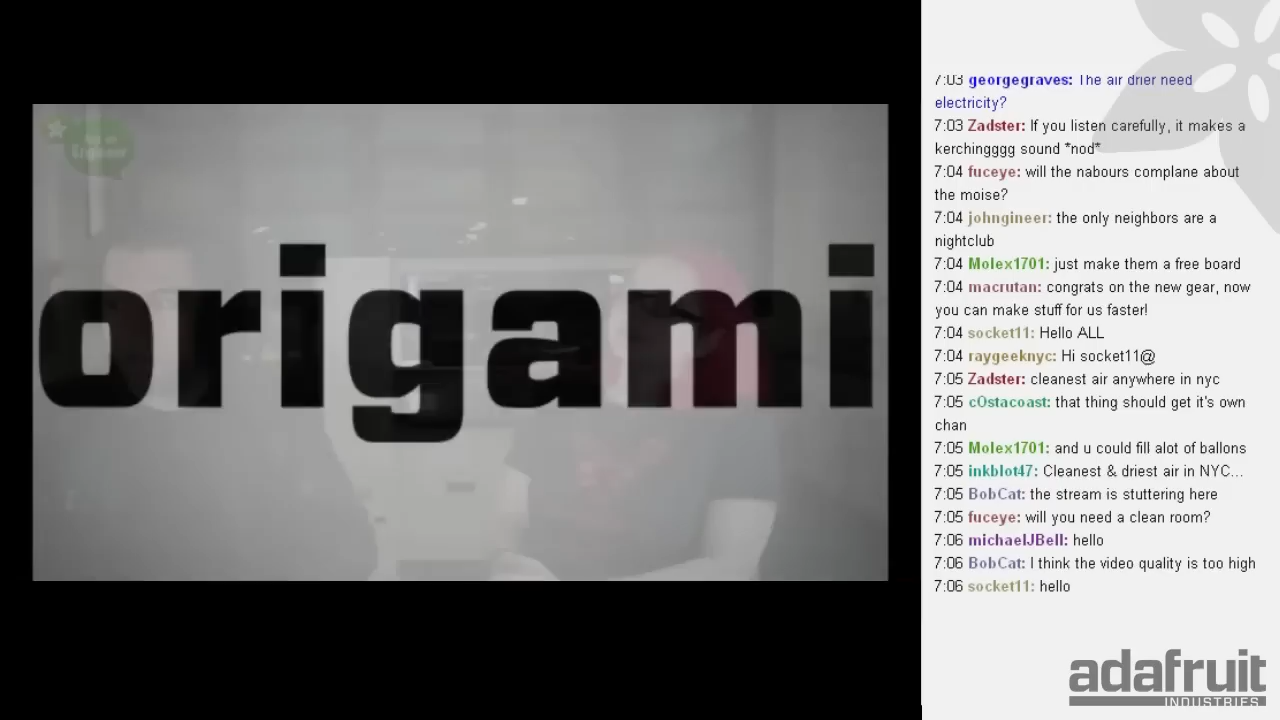 Engineer
origami
7:03 georgegraves: The air drier need
electricity?
7:03 Zadster: If you listen carefully, it makes a
kerchingggg sound *nod*
7:04 fuceye: will the nabours complane about
the moise?
7:04 johngineer: the only neighbors are a
nightclub
7:04 Molex1701: just make them a free board
7:04 macrutan: congrats on the new gear, now
you can make stuff for us faster!
7:04 socket11: Hello ALL
7:04 raygeeknyc: Hi socket11@
7:05 Zadster: cleanest air anywhere in nyc
7:05 cOstacoast: that thing should get it's own
chan
7:05 Molex1701: and u could fill alot of ballons
7:05 inkblot47: Cleanest & driest air in NYC...
7:05 BobCat: the stream is stuttering here
7:05 fuceye: will you need a clean room?
7:06 michaelJBell: hello
7:06 BobCat: I think the video quality is too high
7:06 socket11: hello
adafruit
INDUSTRIES